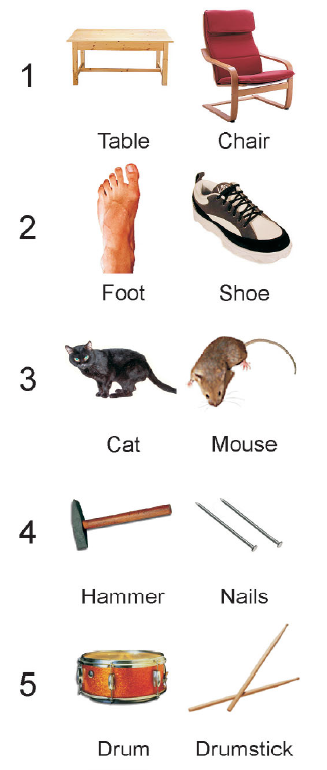 1
Table Chair
2
Foot Shoe
3
Cat Mouse
4
Hammer Nails
5
Drum Drumstick